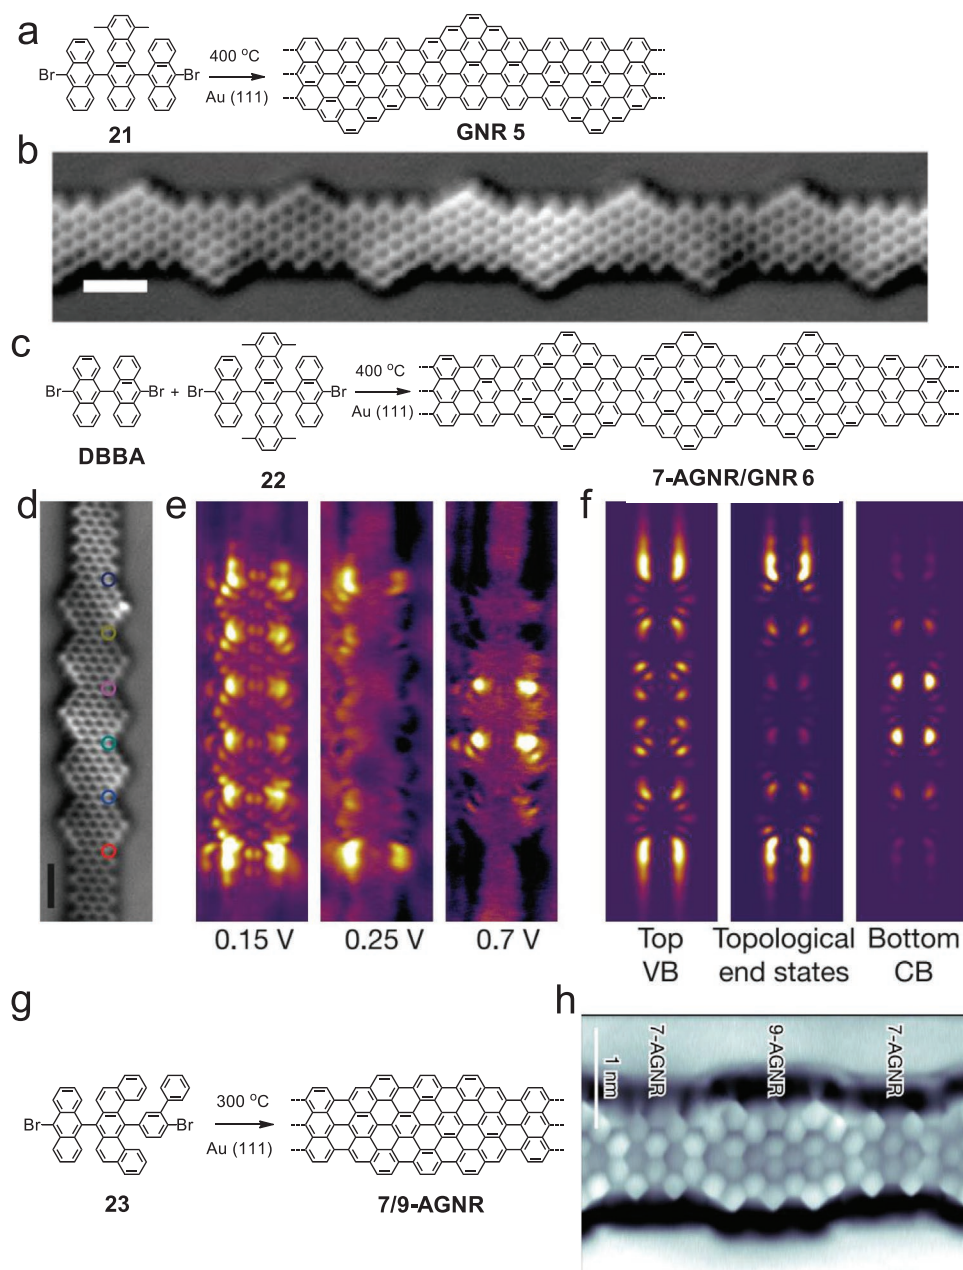 a
Br
Br
21
400 °C
Au (111)
GNR 5
b
c
Br
Br
+
Br
Br
DBBA
22
400 °C
Au (111)
7-AGNR/GNR 6
d
e
f
0.15 V
0.25 V
0.7 V
Top
VB
Topological
end states
Bottom
CB
g
h
Br
Br
23
300 °C
Au (111)
7/9-AGNR
1 nm
7-AGNR
9-AGNR
7-AGNR